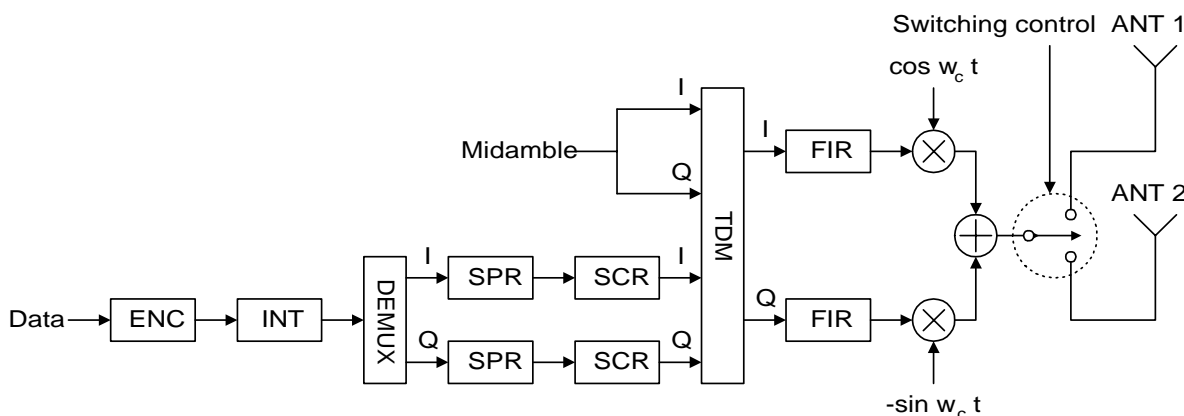 Switching control ANT 1
cos w_c t
I
I
Midamble
FIR
Q
TDM
ANT 2
I
I
SPR
SCR
Data
ENC
INT
DEMUX
Q
FIR
Q
Q
SPR
SCR
-sin w_c t